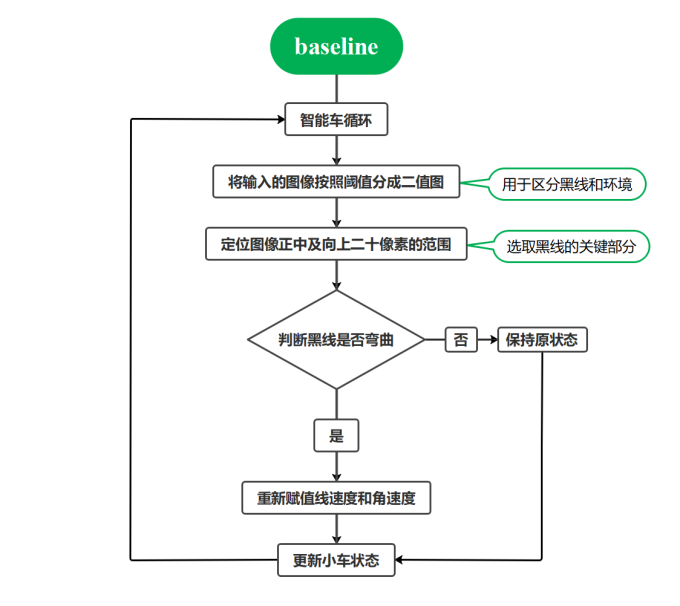 baseline
智能车循环
将输入的图像按照阈值分成二值图
用于区分黑线和环境
定位图像正中及向上二十像素的范围
选取黑线的关键部分
判断黑线是否弯曲
否
保持原状态
是
重新赋值线速度和角速度
更新小车状态